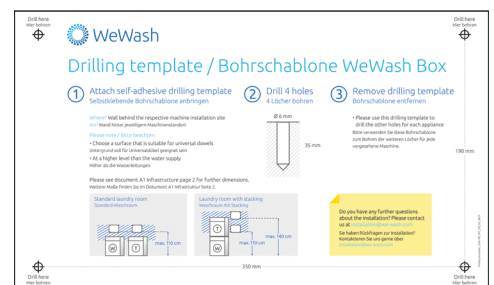 Drill here
Hier bohren
Drill here
Hier bohren
WeWash
Drilling template / Bohrschablone WeWash Box
1 Attach self-adhesive drilling template
Selbstklebende Bohrschablone anbringen
Where? Wall behind the respective machine installation site
Wo? Wand hinter jeweiligem Maschinenstandort
Please note / Bitte beachten:
• Choose a surface that is suitable for universal dowels
Untergrund soll für Universaldübel geeignet sein
• At a higher level than the water supply
Höher als die Wasserleitungen
Please see document A1 Infrastructure page 2 for further dimensions.
Weitere Maße finden Sie im Dokument A1 Infrastruktur Seite 2.
2 Drill 4 holes
4 Löcher bohren
Ø 6 mm
35 mm
3 Remove drilling template
Bohrschablone entfernen
• Please use this drilling template to
drill the other holes for each appliance
Bitte verwenden Sie diese Bohrschablone
zum Bohren der weiteren Löcher für jede
vorgesehene Maschine.
190 mm
Standard laundry room
Standard-Waschraum
max. 110 cm
W
T
Laundry room with stacking
Waschraum mit Stacking
T
W
max. 110 cm
max. 140 cm
Do you have any further questions
about the installation? Please contact
us at installation@we-wash.com
Sie haben Rückfragen zur Installation?
Kontaktieren Sie uns gerne über
installation@we-wash.com
350 mm
Drill here
Hier bohren
Drill here
Hier bohren